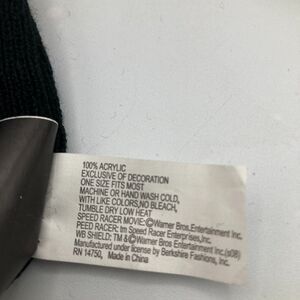 100% ACRYLIC
EXCLUSIVE OF DECORATION
ONE SIZE FITS MOST
MACHINE OR HAND WASH COLD,
WITH LIKE COLORS, NO BLEACH,
TUMBLE DRY LOW HEAT
SPEED RACER MOVIE:©Warner Bros.Entertainment Inc.
PEED RACER: tm Speed Racer Enterprises,Inc.
WB SHIELD: TM &©Warner Bros Entertainment Inc.(s08)
Manufactured under license by Berkshire Fashions, Inc.
RN 14750, Made in China